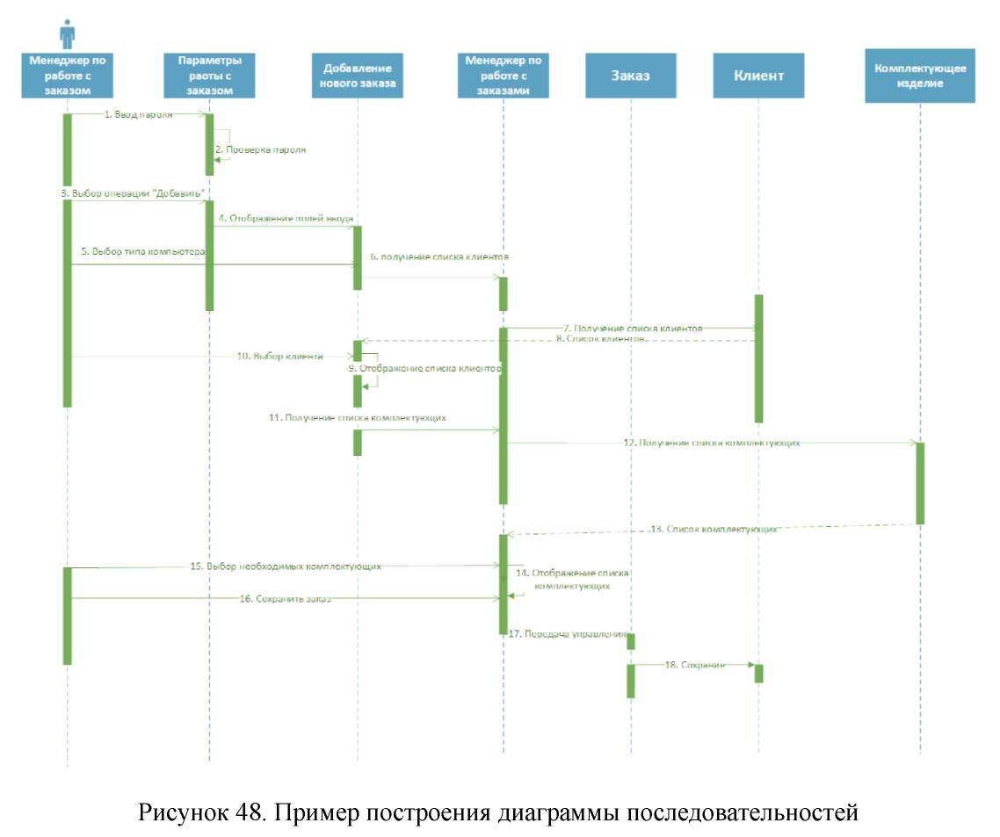 Менеджер по
работе с
заказом
Параметры
раоты с
заказом
Добавление
нового заказа
Менеджер по
работе с
заказами
Заказ
Клиент
Комплектующее
изделие
1. Ввод пароля
2. Проверка пароля
3. Выбор операции "Добавить"
4. Отображение полей ввода
5. Выбор типа компьютера
6. получение списка клиентов
7. Получение списка клиентов
8. Список клиентов
10. Выбор клиента
9. Отображение списка клиентов
11. Получение списка комплектующих
12. Получение списка комплектующих
13. Список комплектующих
15. Выбор необходимых комплектующих
14. Отображение списка
комплектующих
16. Сохранить заказ
17. Передача управления
18. Сохрание
Рисунок 48. Пример построения диаграммы последовательностей